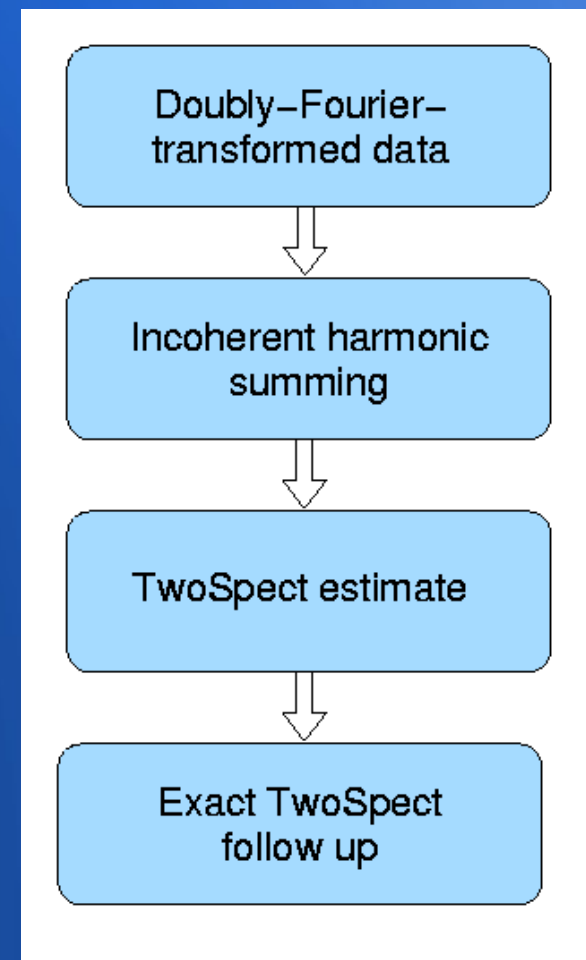 Doubly–Fourier–
transformed data
Incoherent harmonic
summing
TwoSpect estimate
Exact TwoSpect
follow up